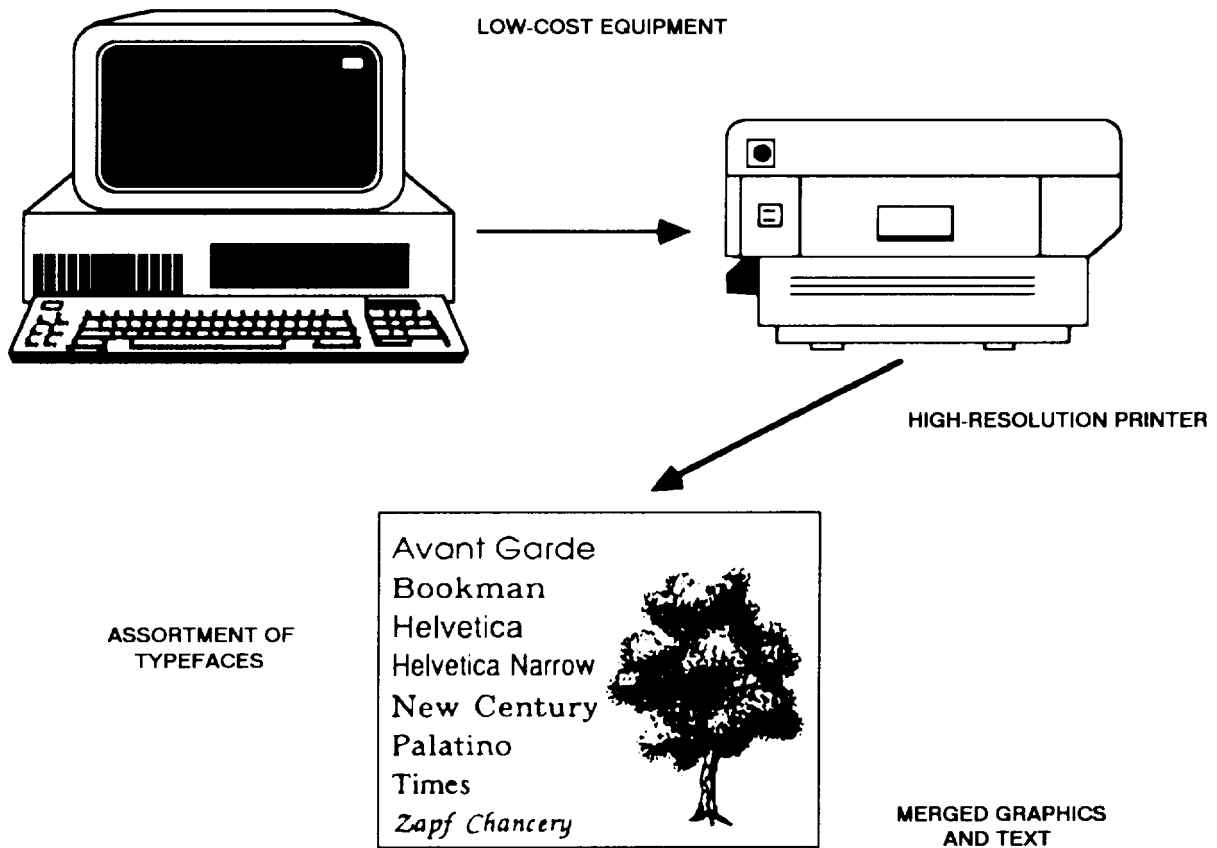 LOW-COST EQUIPMENT
HIGH-RESOLUTION PRINTER
Avant Garde
Bookman
Helvetica
Helvetica Narrow
New Century
Palatino
Times
Zapf Chancery
ASSORTMENT OF
TYPEFACES
MERGED GRAPHICS
AND TEXT